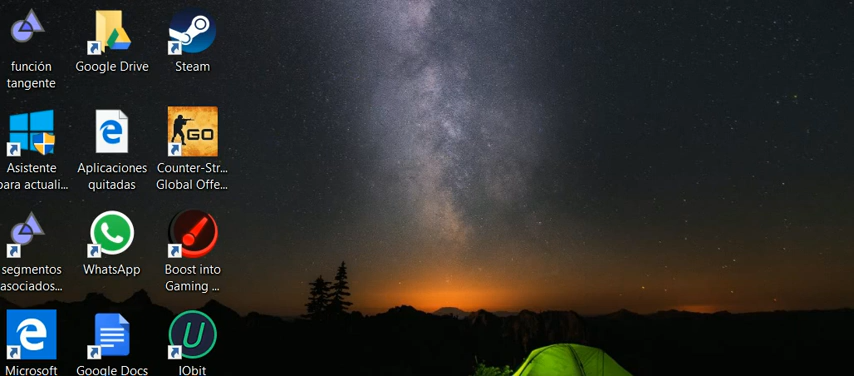 función
tangente
Google Drive
Steam
Asistente
para actuali...
Aplicaciones
quitadas
GO
Counter-Str...
Global Offe...
segmentos
asociados...
WhatsApp
Boost into
Gaming ...
Microsoft
Google Docs
IObit